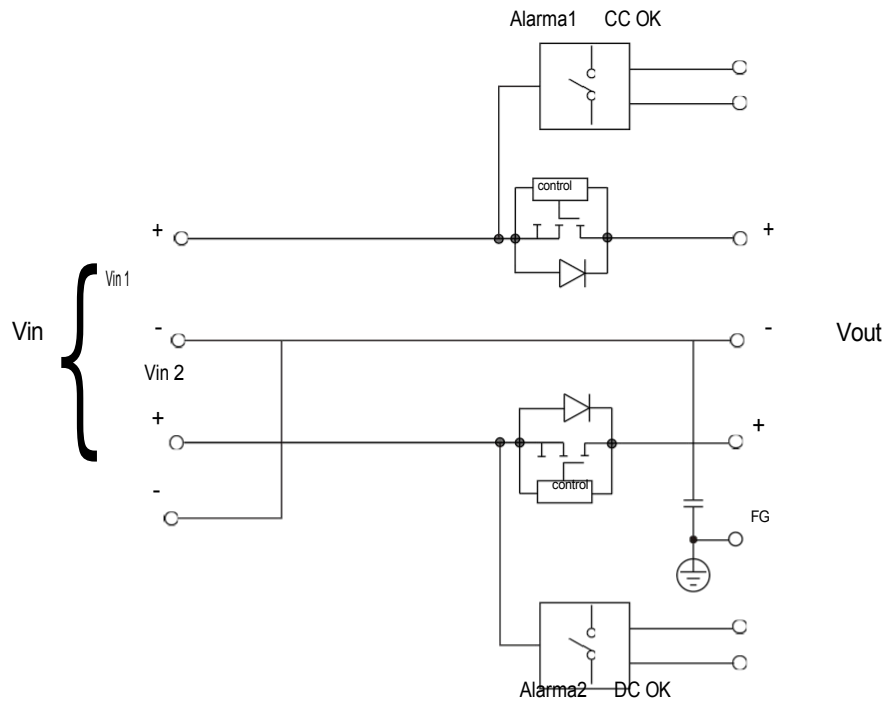 Alarma1 CC OK
control
+ +
Vin 1
Vin - - Vout
Vin 2
+ +
control
-
FG
Alarma2 DC OK